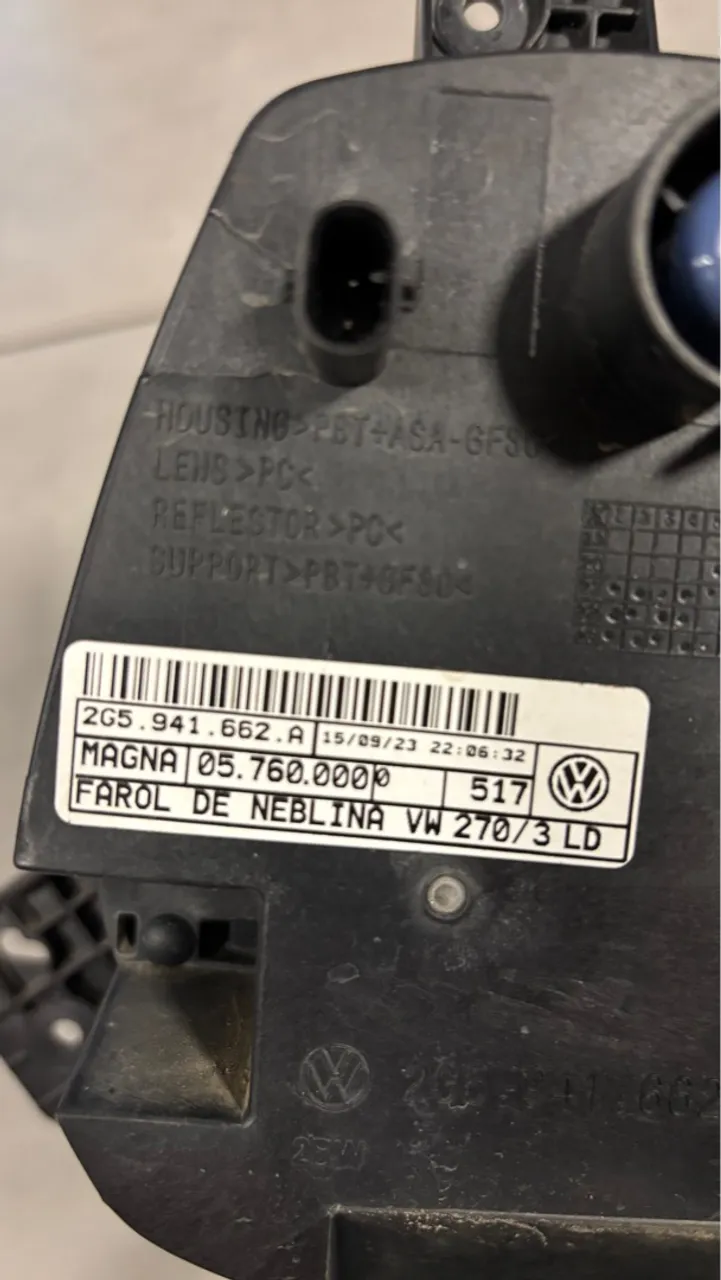 HOUSING>PBT+ASA-GF30
LENS>PC<
REFLESTOR>PC<
SUPPORT>PBT+GF30<
2G5.941.662.A 15/09/23 22:06:32
MAGNA 05.760.0000 517
FAROL DE NEBLINA VW 270/3 LD